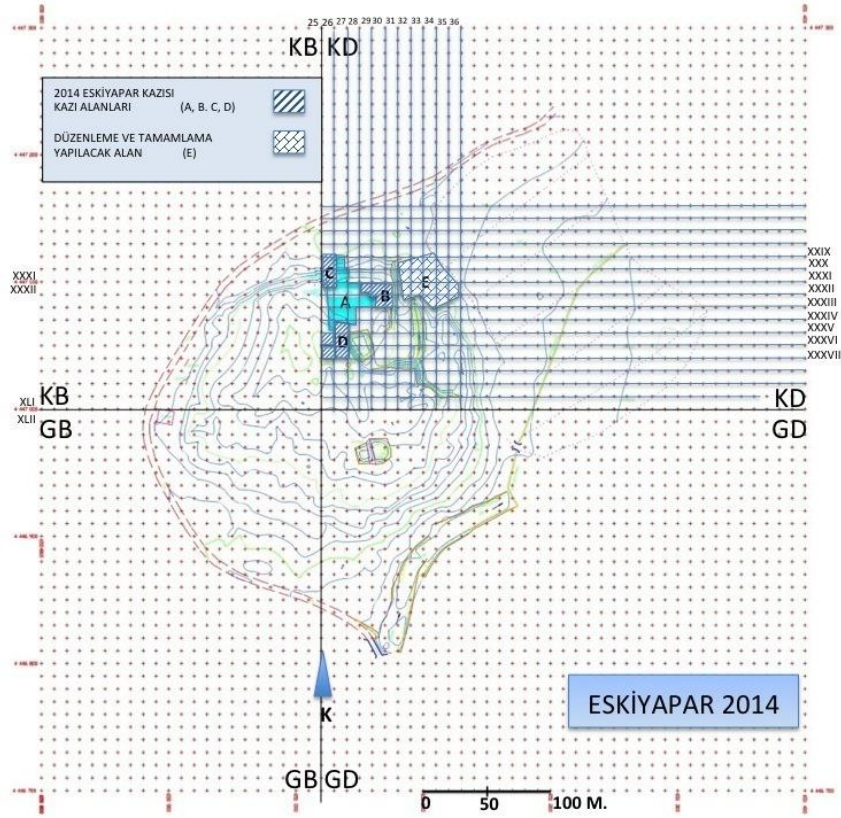 25 26 27 28 29 30 31 32 33 34 35 36
KB KD
2014 ESKİYAPAR KAZISI
KAZI ALANLARI (A, B. C, D)
DÜZENLEME VE TAMAMLAMA
YAPILACAK ALAN (E)
XXIX
XXX
XXXI
XXXII
XXXIII
XXXIV
XXXV
XXXVI
XXXVII
XXXI
XXXII
C
A
B
E
D
KB
XLI
XLII
GB
KD
GD
K
ESKİYAPAR 2014
GB GD
0 50 100 M.